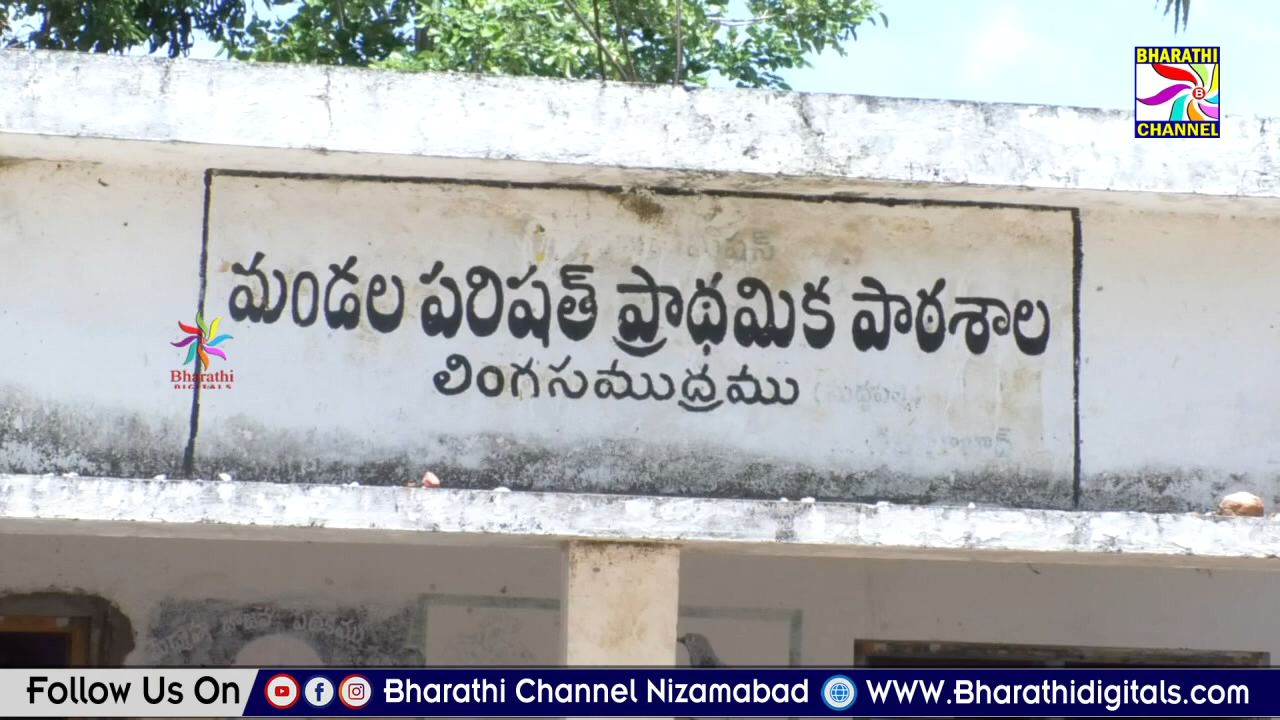 BHARATHI
CHANNEL
మండల పరిషత్ ప్రాథమిక పాఠశాల
లింగసముద్రము
Bharathi
DIGITALS
Follow Us On Bharathi Channel Nizamabad WWW.Bharathidigitals.com